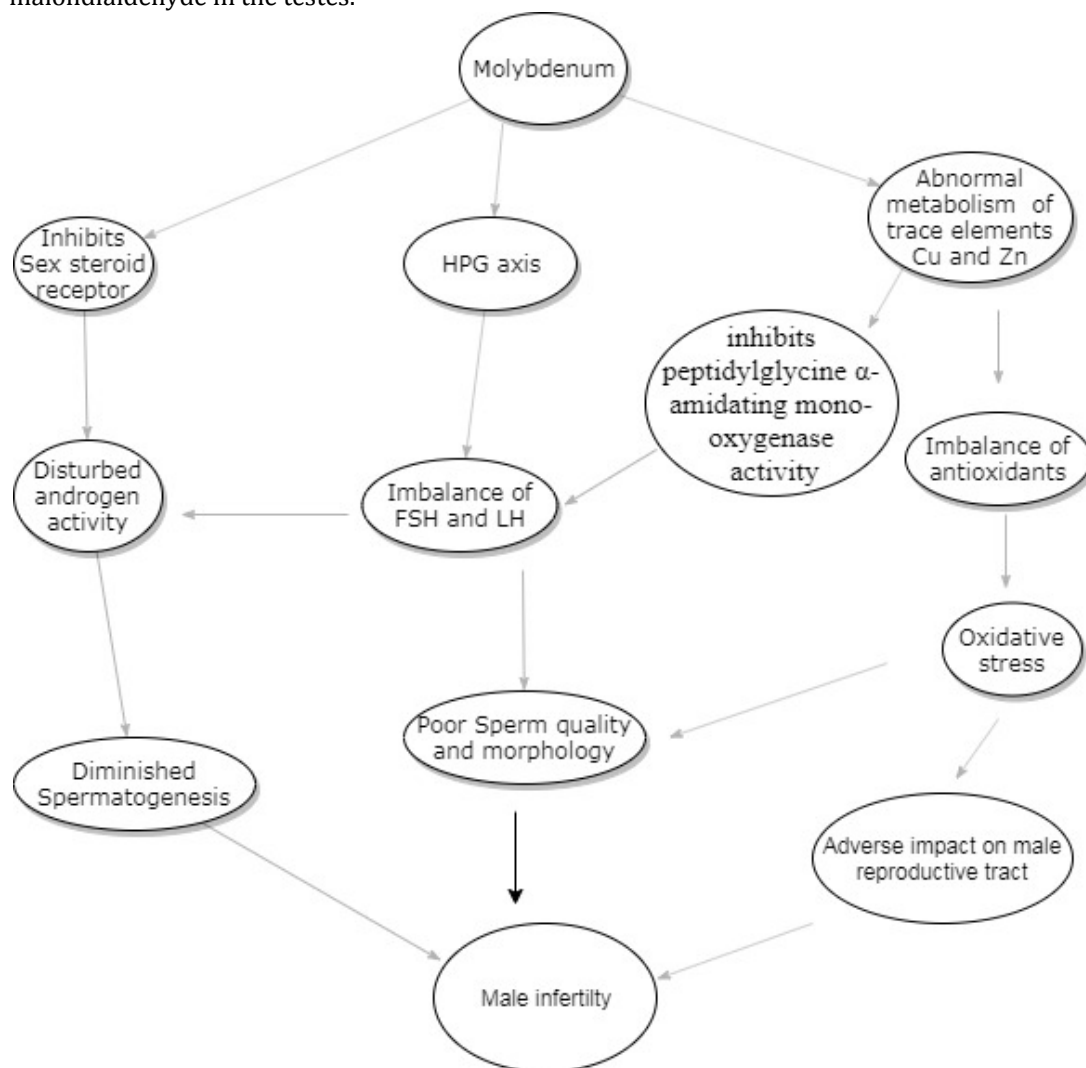 malondialdehyde in the testes.
Molybdenum
Abnormal
metabolism of
trace elements
Cu and Zn
Inhibits
Sex steroid
receptor
HPG axis
inhibits
peptidylglycine α-
amidating mono-
oxygenase
activity
Imbalance of
antioxidants
Disturbed
androgen
activity
Imbalance of
FSH and LH
Oxidative
stress
Poor Sperm quality
and morphology
Diminished
Spermatogenesis
Adverse impact on male
reproductive tract
Male infertilty